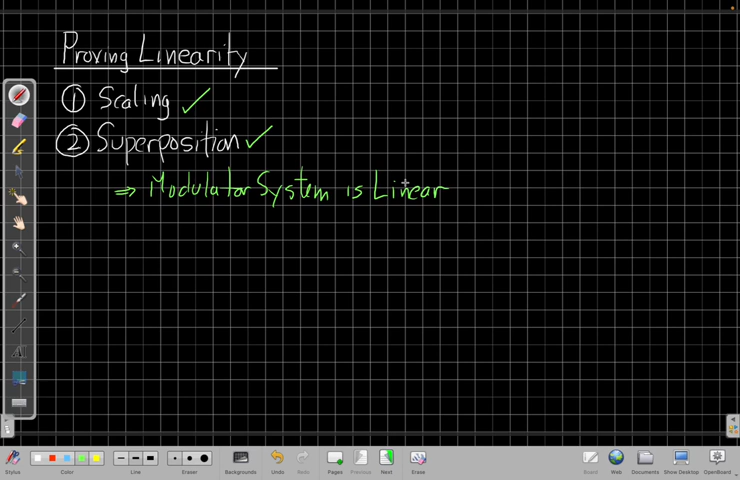 Proving Linearity
① Scaling ✓
② Superposition ✓
⇒ Modulator System is Linear
Stylus
Color
Line
Eraser
Backgrounds
Undo
Redo
Pages
Previous
Next
Erase
Board
Web
Documents
Show Desktop
OpenBoard